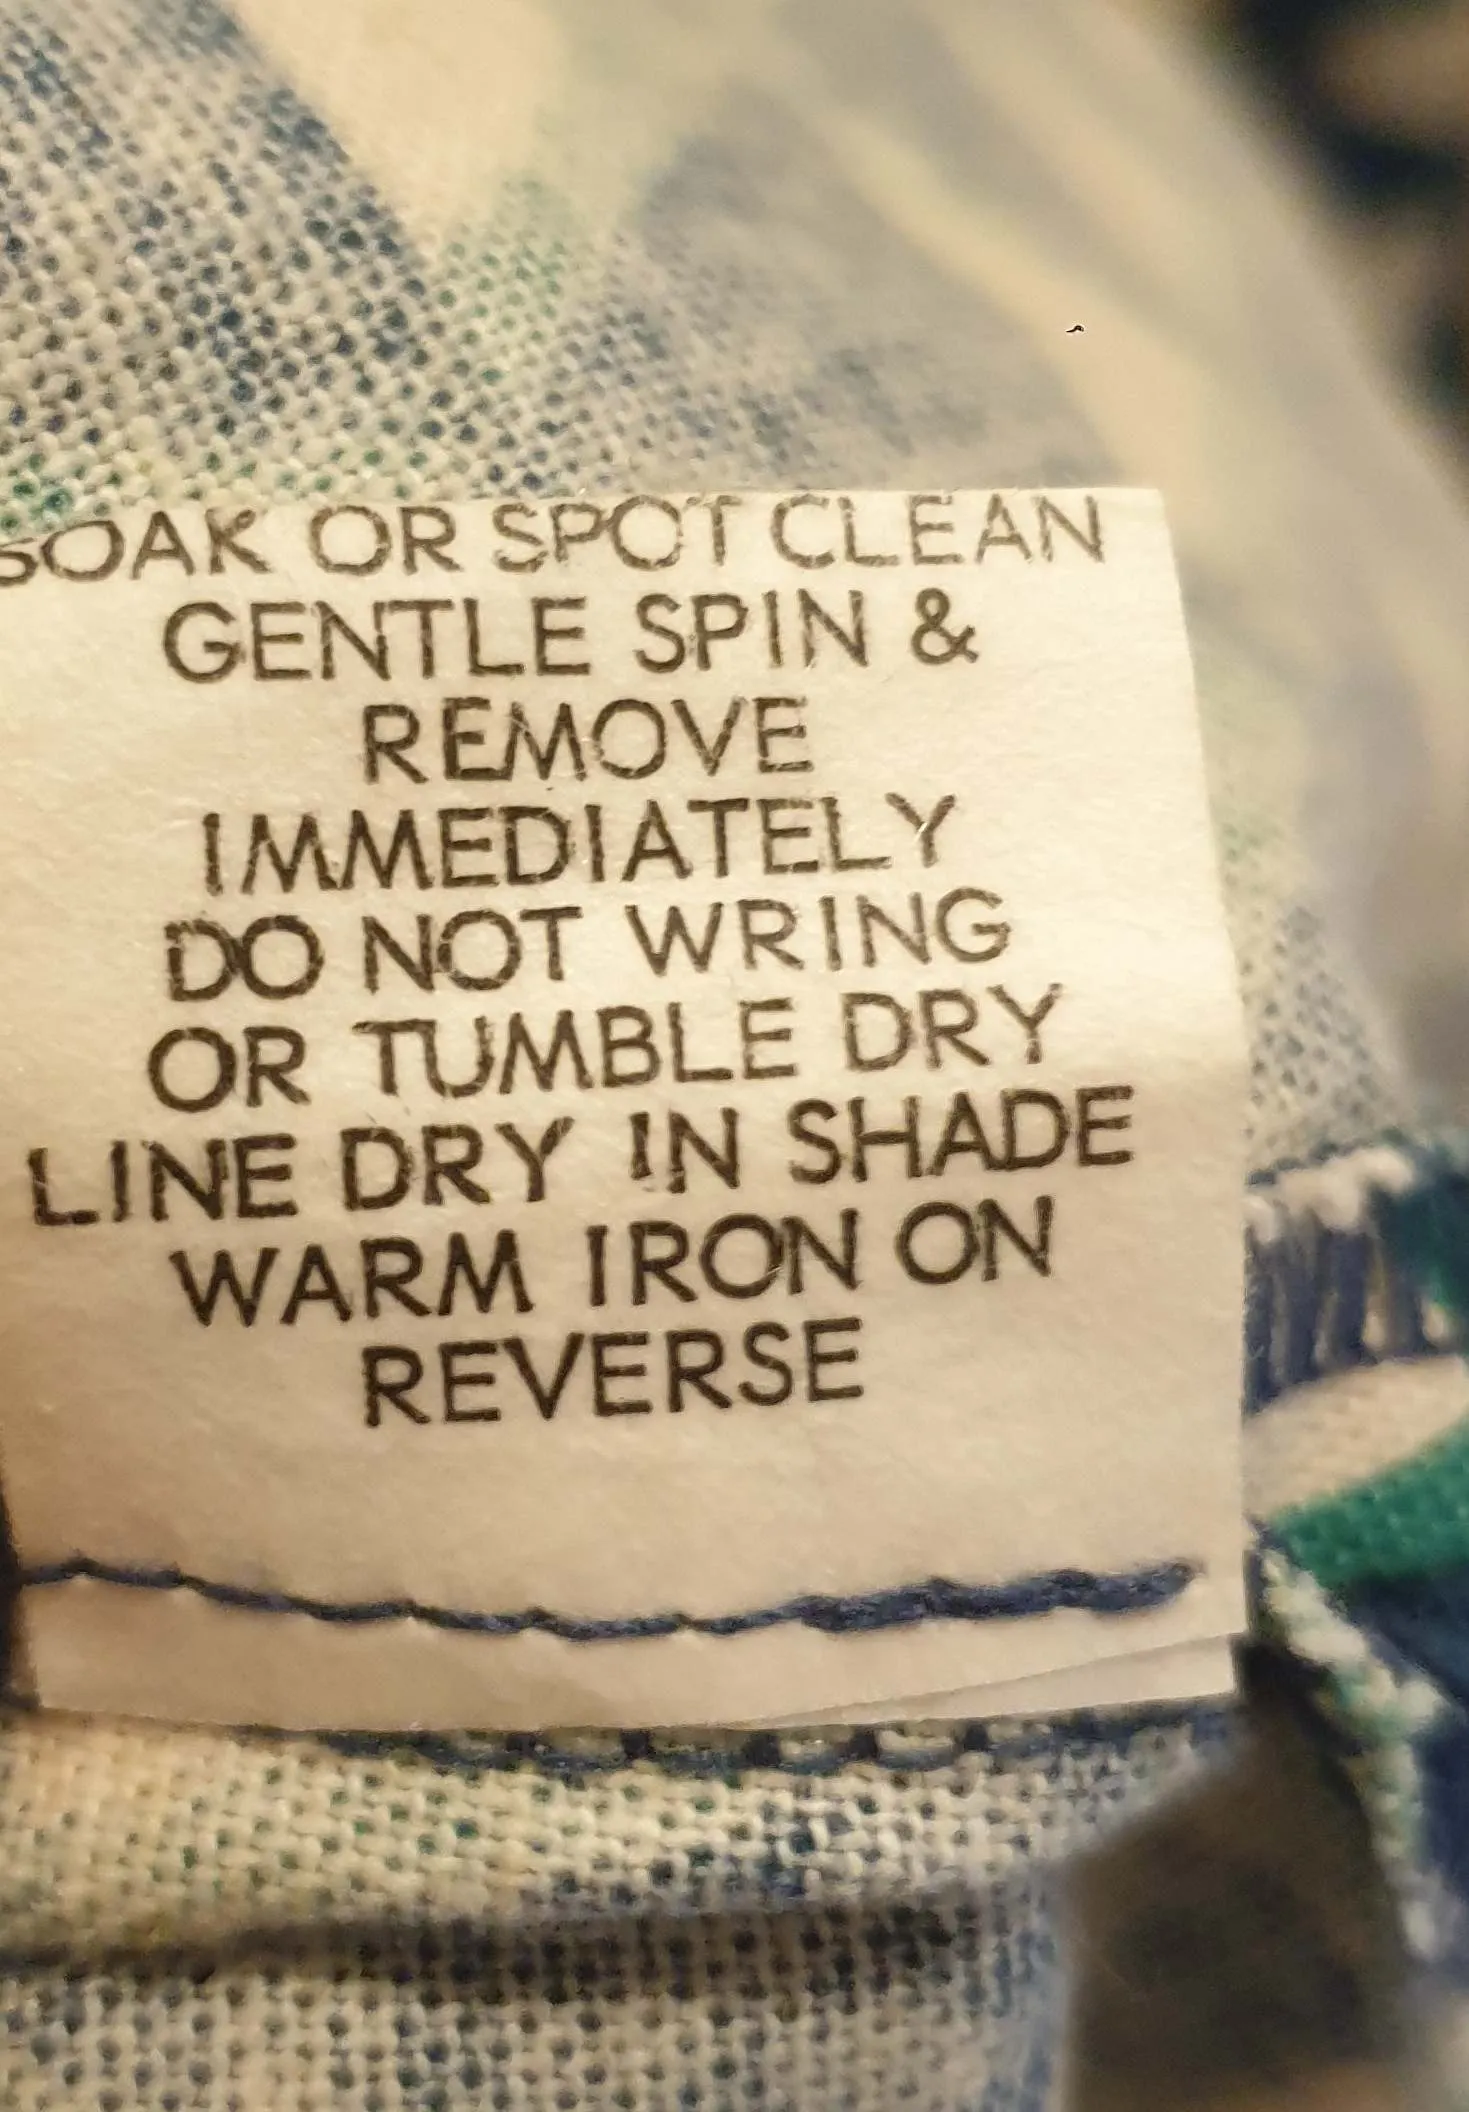 SOAK OR SPOT CLEAN
GENTLE SPIN &
REMOVE
IMMEDIATELY
DO NOT WRING
OR TUMBLE DRY
LINE DRY IN SHADE
WARM IRON ON
REVERSE